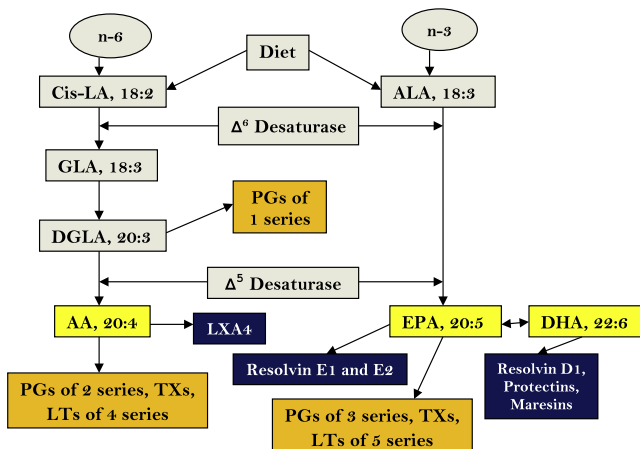 n-6
n-3
Diet
Cis-LA, 18:2
ALA, 18:3
Δ⁶ Desaturase
GLA, 18:3
PGs of
1 series
DGLA, 20:3
Δ⁵ Desaturase
AA, 20:4
LXA4
EPA, 20:5
DHA, 22:6
Resolvin E1 and E2
Resolvin D1,
Protectins,
Maresins
PGs of 2 series, TXs,
LTs of 4 series
PGs of 3 series, TXs,
LTs of 5 series